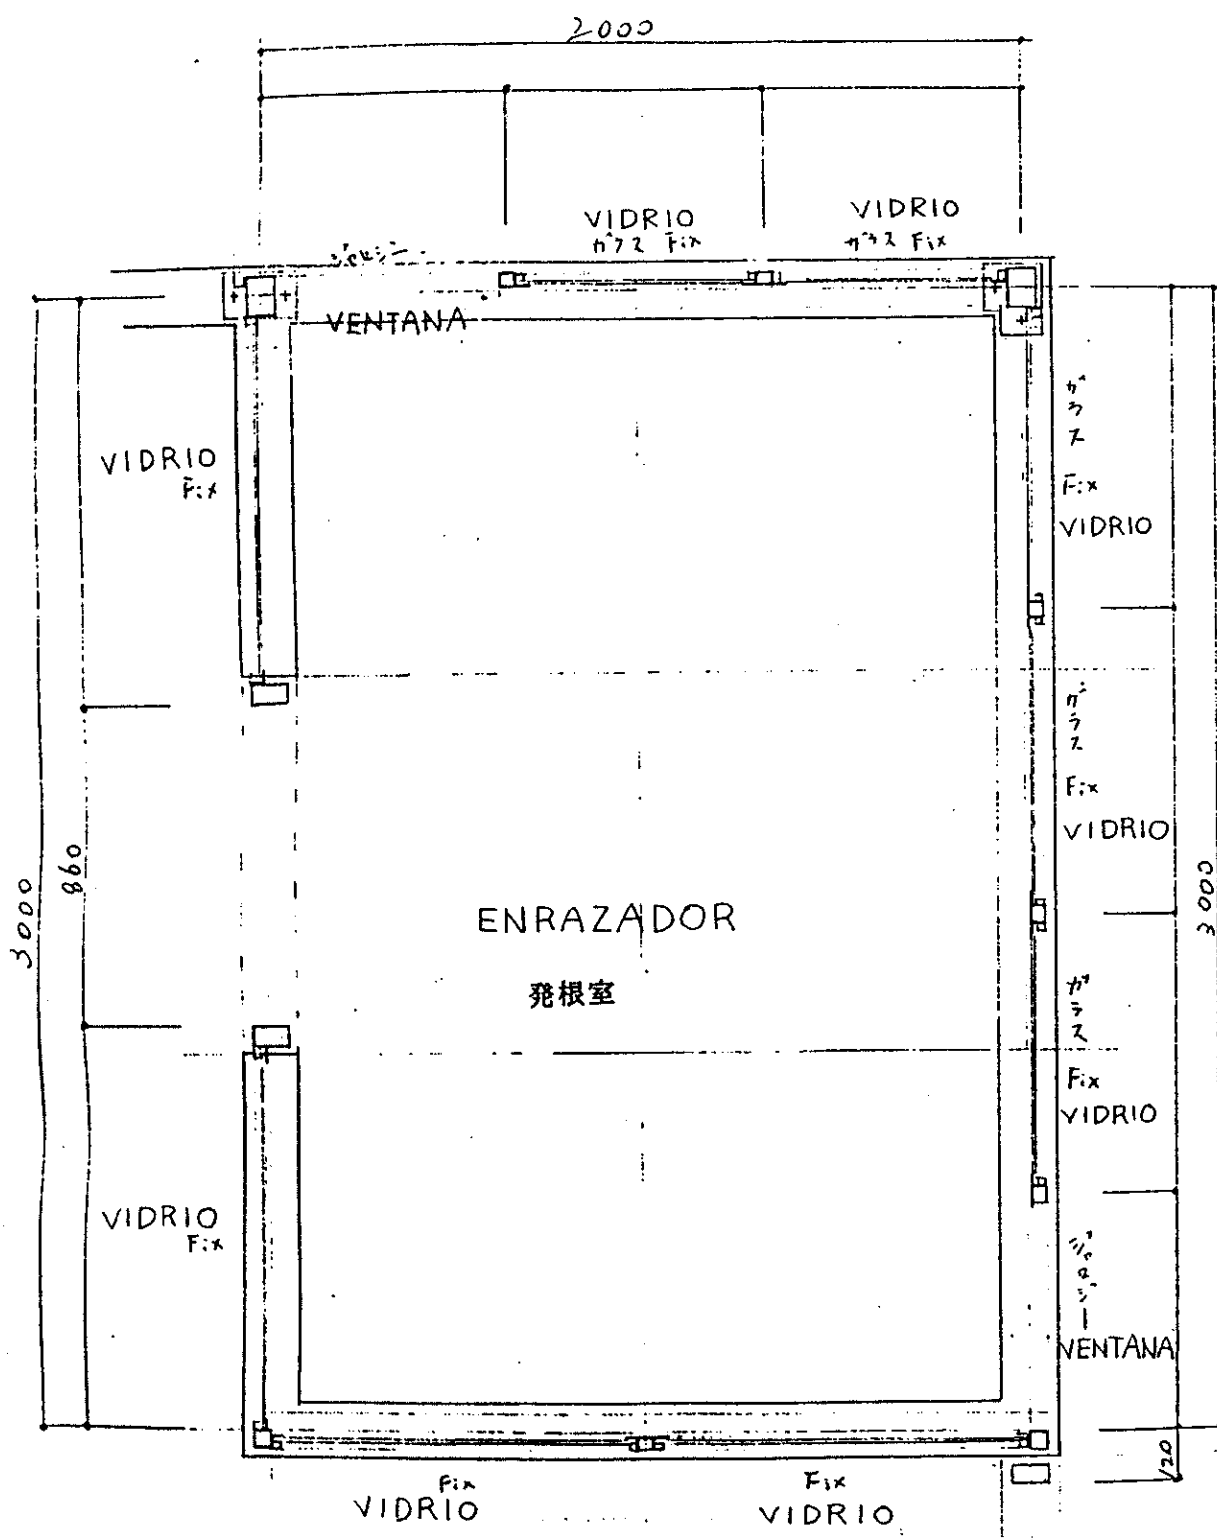 2000
VIDRIO
ガラス Fix
VIDRIO
ガラス Fix
ジャロジー
VENTANA
VIDRIO
Fix
ガラス
Fix
VIDRIO
ガラス
Fix
VIDRIO
3000
860
3000
ENRAZADOR
発根室
ガラス
Fix
VIDRIO
VIDRIO
Fix
ジャロジー
VENTANA
120
Fix
VIDRIO
Fix
VIDRIO